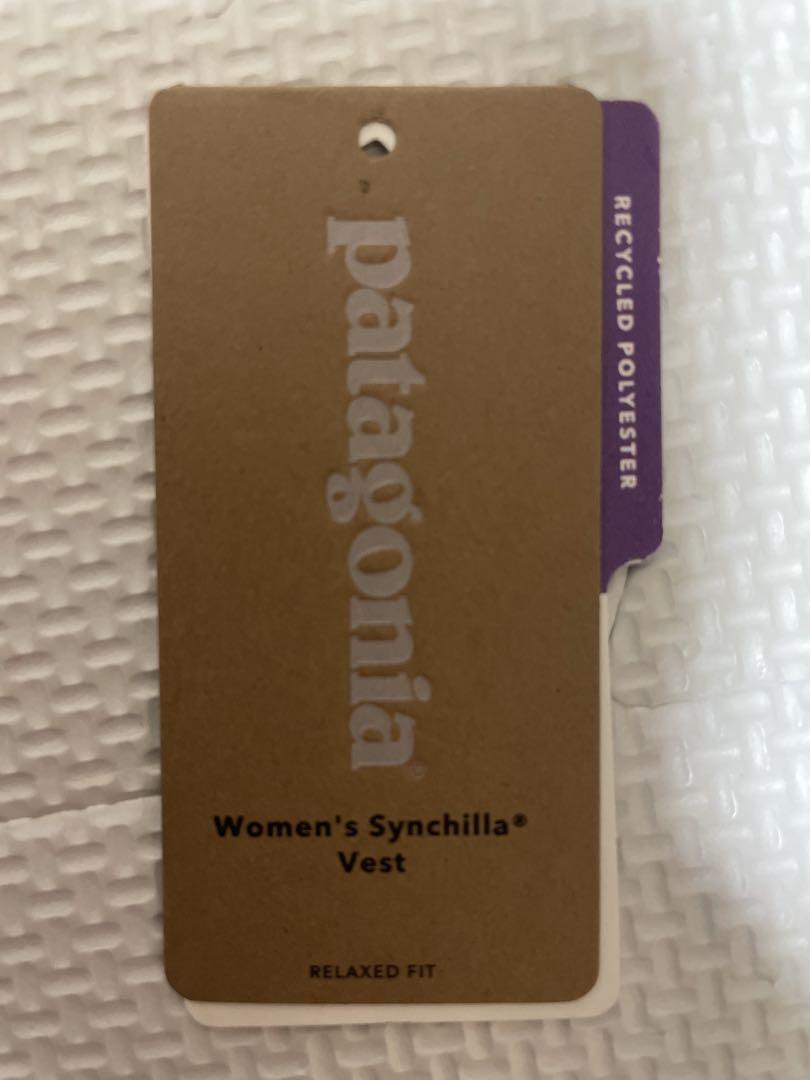 patagonia®
Women's Synchilla®
Vest
RELAXED FIT
RECYCLED POLYESTER